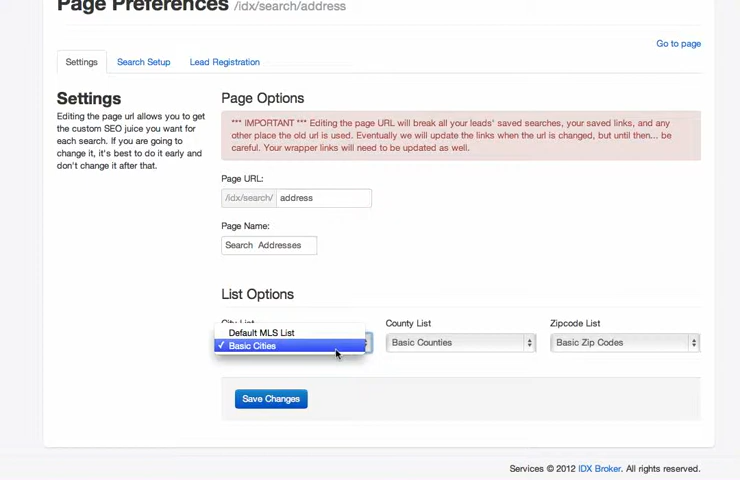 Page Preferences /idx/search/address
Go to page
Settings Search Setup Lead Registration
Settings
Editing the page url allows you to get
the custom SEO juice you want for
each search. If you are going to
change it, it's best to do it early and
don't change it after that.
Page Options
*** IMPORTANT *** Editing the page URL will break all your leads' saved searches, your saved links, and any
other place the old url is used. Eventually we will update the links when the url is changed, but until then... be
careful. Your wrapper links will need to be updated as well.
Page URL:
/idx/search/ address
Page Name:
Search Addresses
List Options
City List County List Zipcode List
Default MLS List
✓ Basic Cities Basic Counties Basic Zip Codes
Save Changes
Services © 2012 IDX Broker. All rights reserved.